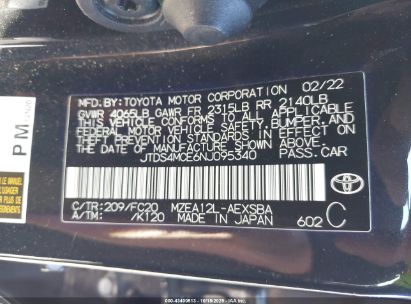 MFD.BY:TOYOTA MOTOR CORPORATION 02/22
GVWR 4065LB GAWR FR 2315LB RR 2140LB
THIS VEHICLE CONFORMS TO ALL APPLICABLE
FEDERAL MOTOR VEHICLE SAFETY,BUMPER,AND
THEFT PREVENTION STANDARDS IN EFFECT ON
THE DATE OF MANUFACTURE SHOWN ABOVE.
JTDS4MCE6NJ095340 PASS.CAR
C/TR:209/FC20 MZEA12L-AEXSBA
A/TM: /K120 MADE IN JAPAN 602 C
TOYOTA
PM